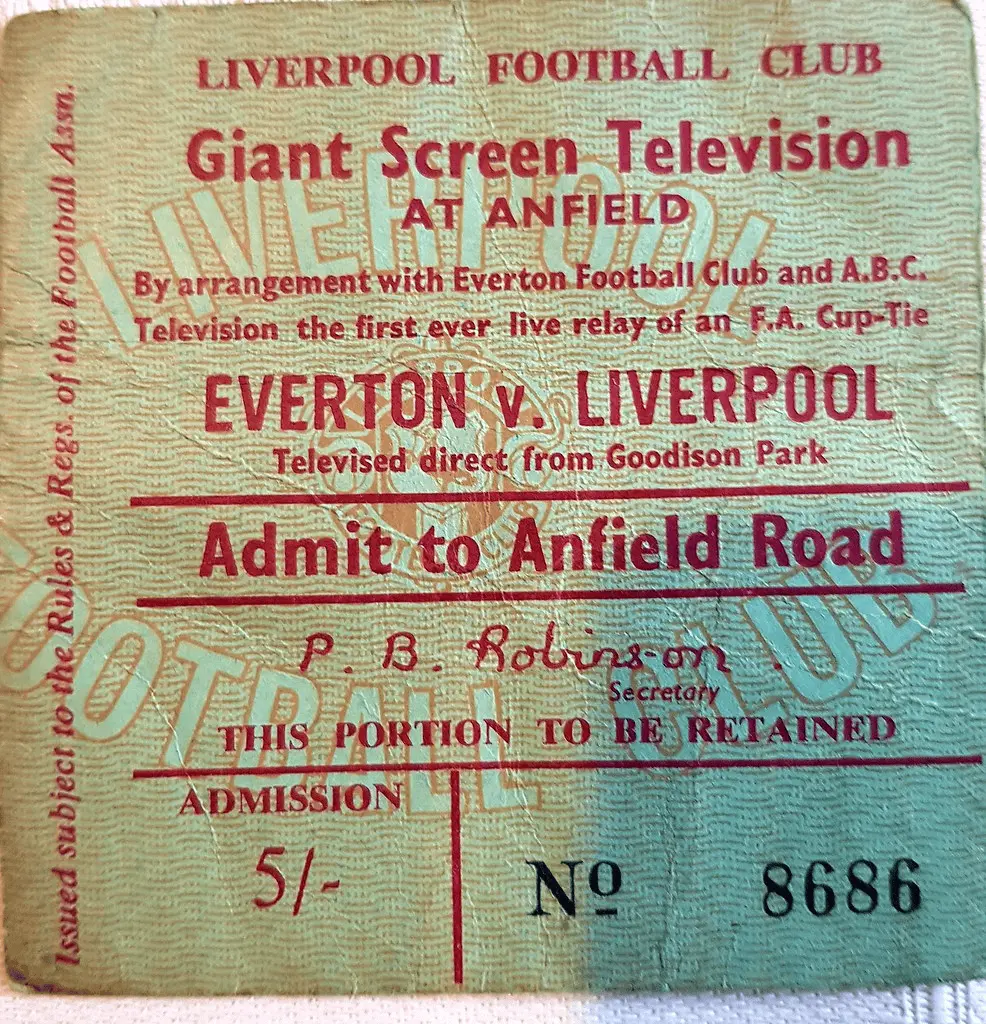 LIVERPOOL FOOTBALL CLUB
Giant Screen Television
AT ANFIELD
By arrangement with Everton Football Club and A.B.C.
Television the first ever live relay of an F.A. Cup-Tie
EVERTON v. LIVERPOOL
Televised direct from Goodison Park
Admit to Anfield Road
P. B. Robinson.
Secretary
THIS PORTION TO BE RETAINED
ADMISSION
5/-
Nº 8686
Issued subject to the Rules & Regs. of the Football Assn.
LIVERPOOL
FOOTBALL CLUB